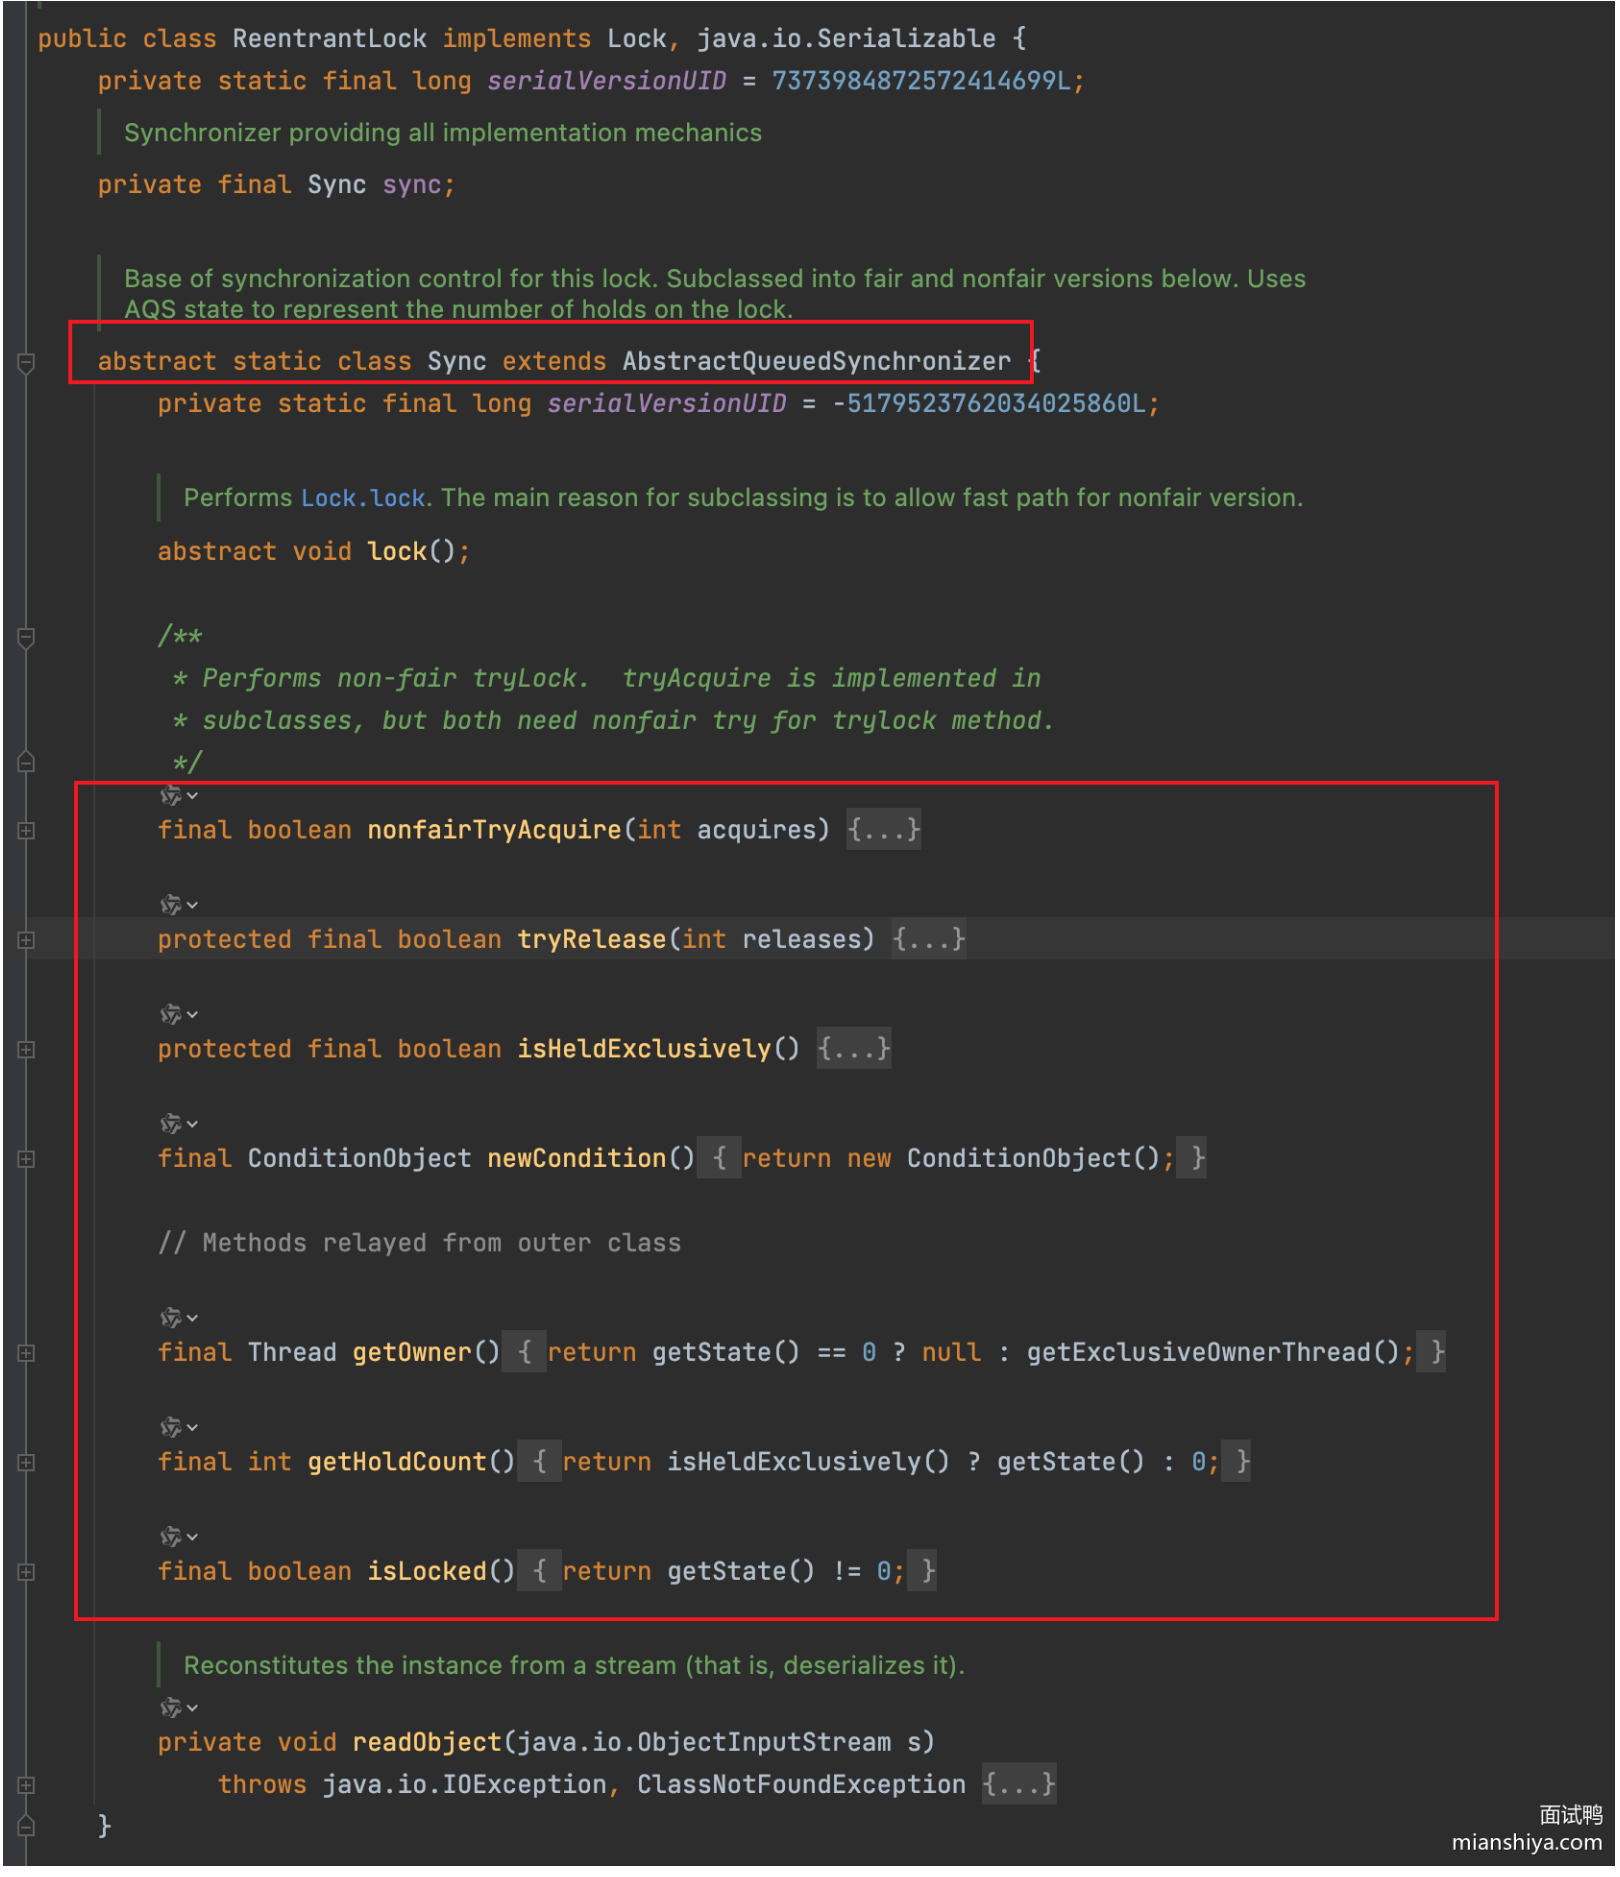 public class ReentrantLock implements Lock, java.io.Serializable {
private static final long serialVersionUID = 7373984872572414699L;
Synchronizer providing all implementation mechanics
private final Sync sync;
Base of synchronization control for this lock. Subclassed into fair and nonfair versions below. Uses
AQS state to represent the number of holds on the lock.
abstract static class Sync extends AbstractQueuedSynchronizer {
private static final long serialVersionUID = -5179523762034025860L;
Performs Lock.lock. The main reason for subclassing is to allow fast path for nonfair version.
abstract void lock();
/**
* Performs non-fair tryLock.  tryAcquire is implemented in
* subclasses, but both need nonfair try for trylock method.
*/
final boolean nonfairTryAcquire(int acquires) {...}
protected final boolean tryRelease(int releases) {...}
protected final boolean isHeldExclusively() {...}
final ConditionObject newCondition() { return new ConditionObject(); }
// Methods relayed from outer class
final Thread getOwner() { return getState() == 0 ? null : getExclusiveOwnerThread(); }
final int getHoldCount() { return isHeldExclusively() ? getState() : 0; }
final boolean isLocked() { return getState() != 0; }
Reconstitutes the instance from a stream (that is, deserializes it).
private void readObject(java.io.ObjectInputStream s)
throws java.io.IOException, ClassNotFoundException {...}
}
面试鸭
mianshiya.com